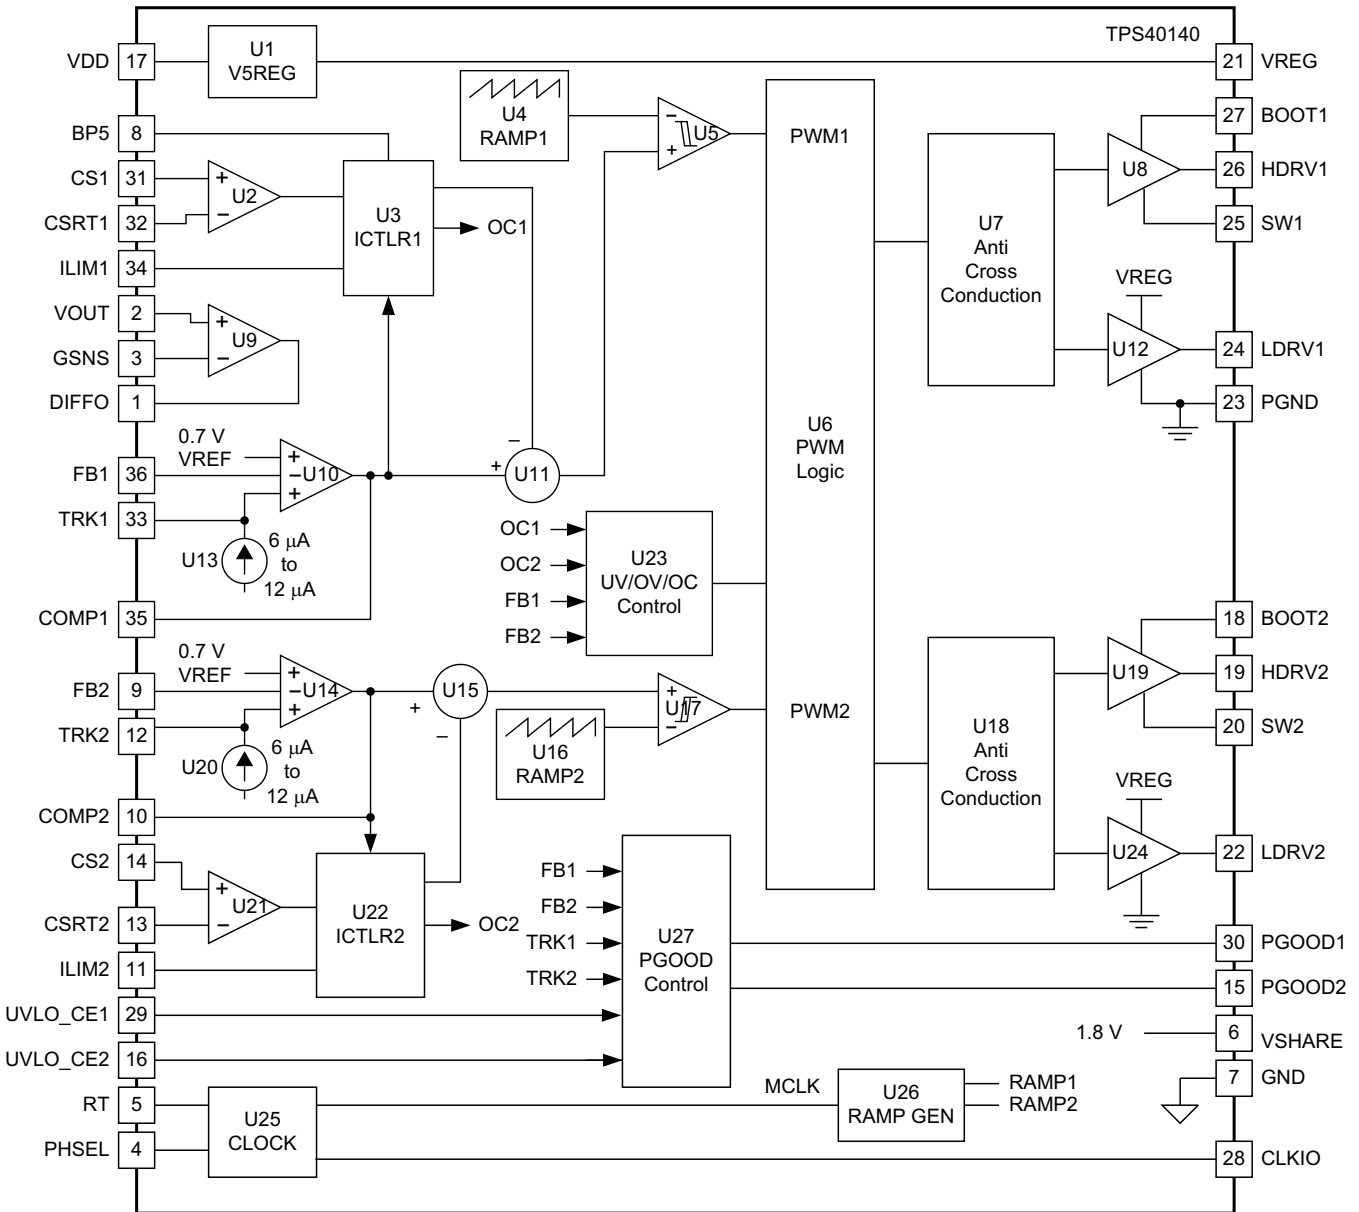 TPS40140
VDD 17
U1
V5REG
21 VREG
BP5 8
CS1 31
CSRT1 32
ILIM1 34
VOUT 2
GSNS 3
DIFFO 1
+
−
U2
U3
ICTLR1
OC1
+
−
U9
U4
RAMP1
−
+
U5
PWM1
U6
PWM
Logic
PWM2
U7
Anti
Cross
Conduction
U8
27 BOOT1
26 HDRV1
25 SW1
VREG
U12
24 LDRV1
23 PGND
0.7 V
VREF
FB1 36
TRK1 33
+
−
+
U10
−
+
U11
U13
6 µA
to
12 µA
COMP1 35
OC1
OC2
FB1
FB2
U23
UV/OV/OC
Control
0.7 V
VREF
FB2 9
TRK2 12
+
−
+
U14
+
−
U15
U20
6 µA
to
12 µA
U16
RAMP2
+
−
U17
COMP2 10
CS2 14
CSRT2 13
ILIM2 11
+
−
U21
U22
ICTLR2
OC2
U18
Anti
Cross
Conduction
U19
18 BOOT2
19 HDRV2
20 SW2
VREG
U24
22 LDRV2
FB1
FB2
TRK1
TRK2
U27
PGOOD
Control
30 PGOOD1
15 PGOOD2
UVLO_CE1 29
UVLO_CE2 16
1.8 V
6 VSHARE
7 GND
RT 5
PHSEL 4
U25
CLOCK
MCLK
U26
RAMP GEN
RAMP1
RAMP2
28 CLKIO